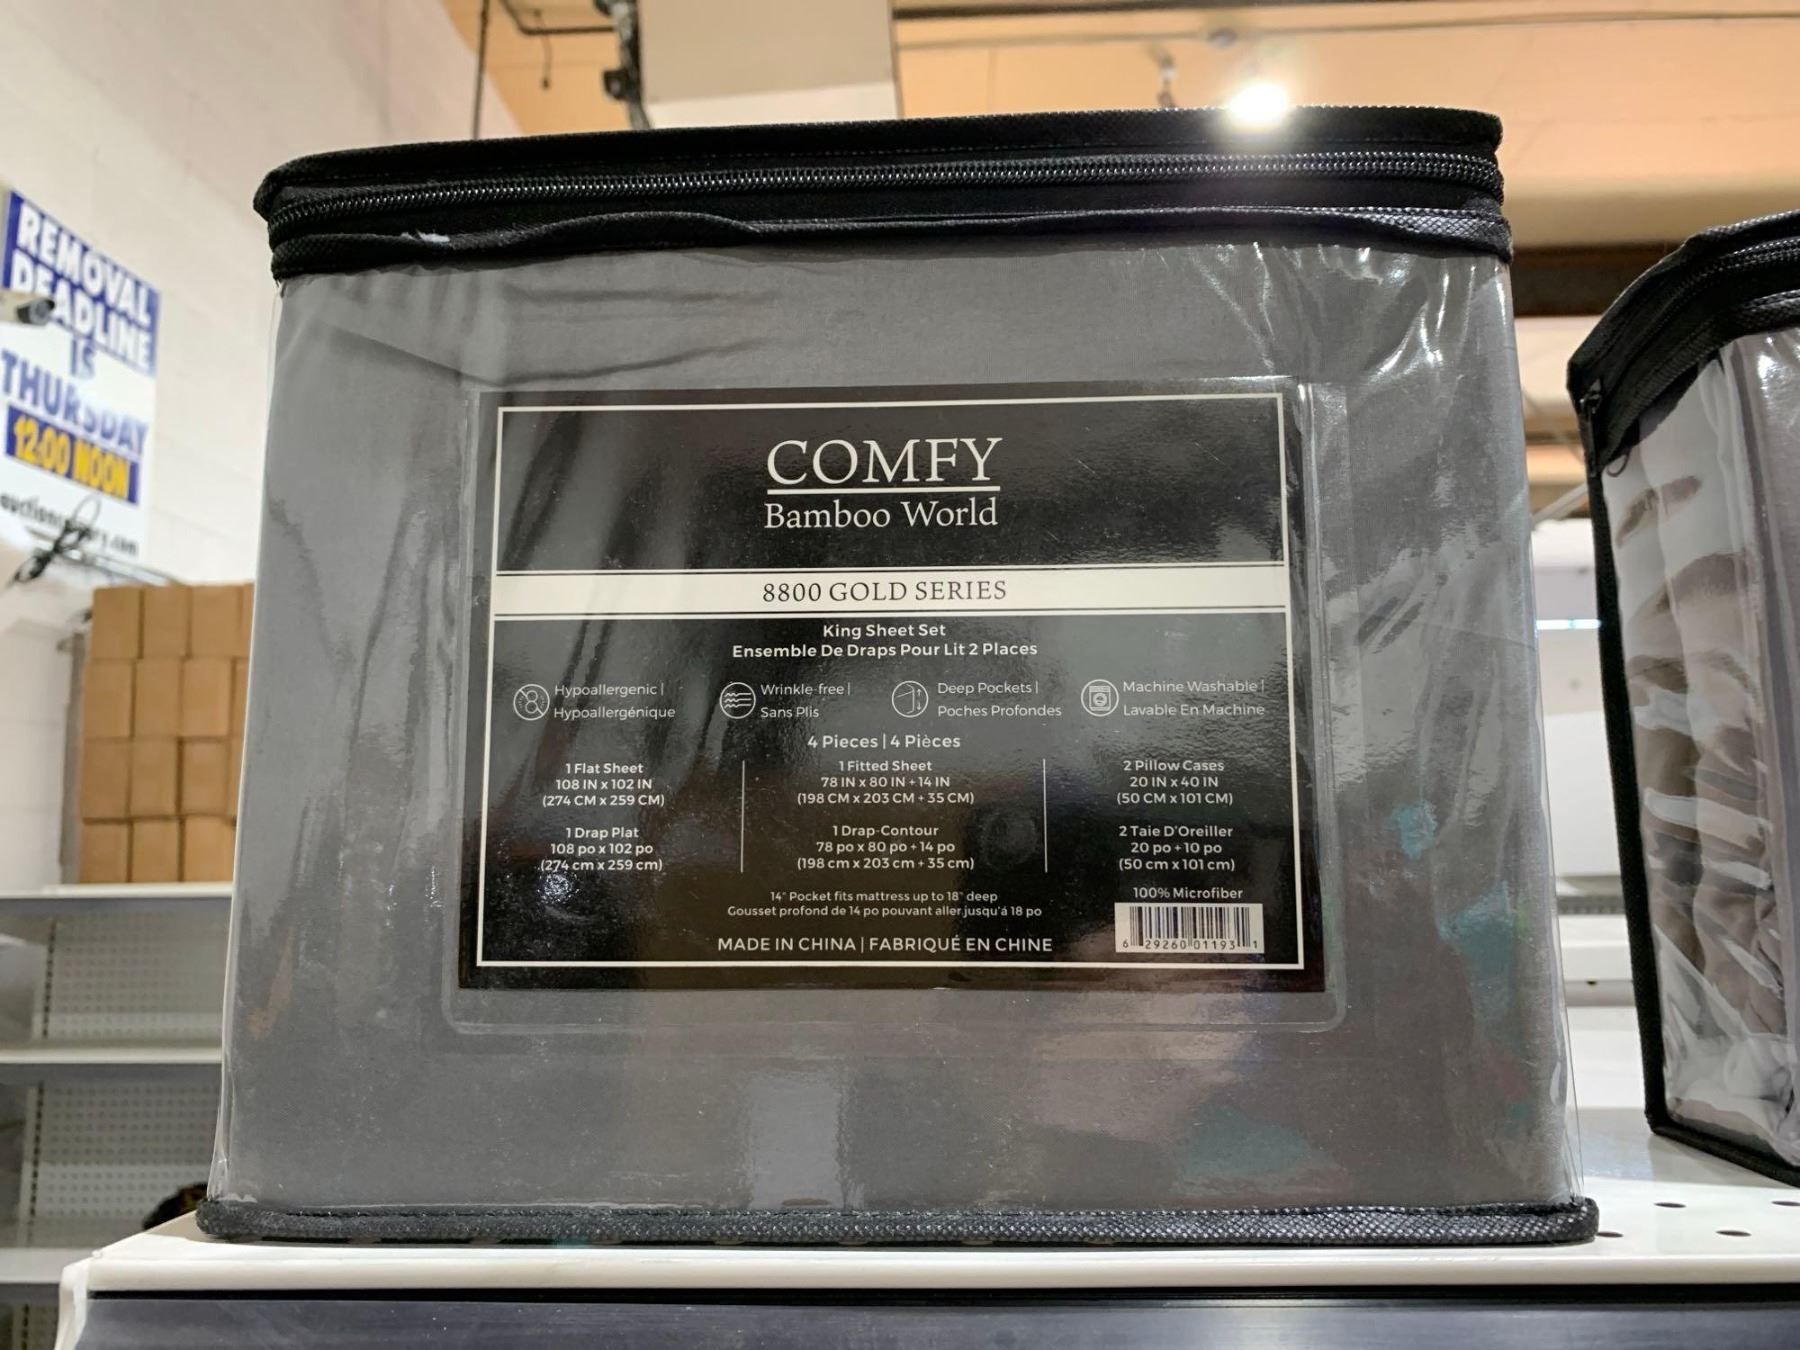 REMOVAL
DEADLINE
IS
THURSDAY
12:00 NOON
COMFY
Bamboo World
8800 GOLD SERIES
King Sheet Set
Ensemble De Draps Pour Lit 2 Places
Hypoallergenic |
Hypoallergénique
Wrinkle-free |
Sans Plis
Deep Pockets |
Poches Profondes
Machine Washable |
Lavable En Machine
4 Pieces | 4 Pièces
1 Flat Sheet
108 IN x 102 IN
(274 CM x 259 CM)
1 Drap Plat
108 po x 102 po
(274 cm x 259 cm)
1 Fitted Sheet
78 IN x 80 IN + 14 IN
(198 CM x 203 CM + 35 CM)
1 Drap-Contour
78 po x 80 po + 14 po
(198 cm x 203 cm + 35 cm)
2 Pillow Cases
20 IN x 40 IN
(50 CM x 101 CM)
2 Taie D'Oreiller
20 po + 10 po
(50 cm x 101 cm)
14" Pocket fits mattress up to 18" deep
Gousset profond de 14 po pouvant aller jusqu'á 18 po
MADE IN CHINA | FABRIQUÉ EN CHINE
100% Microfiber
6 29260 01193 1